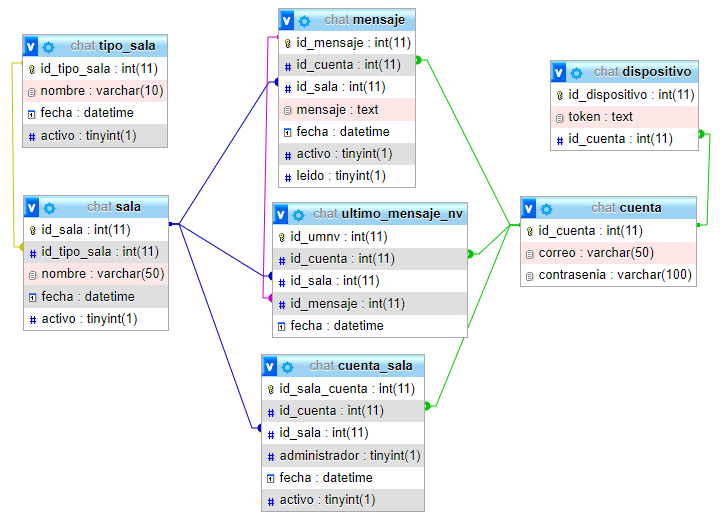 v chat tipo_sala
id_tipo_sala : int(11)
nombre : varchar(10)
fecha : datetime
# activo : tinyint(1)
v chat sala
id_sala : int(11)
# id_tipo_sala : int(11)
nombre : varchar(50)
fecha : datetime
# activo : tinyint(1)
v chat mensaje
id_mensaje : int(11)
# id_cuenta : int(11)
# id_sala : int(11)
mensaje : text
fecha : datetime
# activo : tinyint(1)
# leido : tinyint(1)
v chat ultimo_mensaje_nv
id_umnv : int(11)
# id_cuenta : int(11)
# id_sala : int(11)
# id_mensaje : int(11)
fecha : datetime
v chat cuenta_sala
id_sala_cuenta : int(11)
# id_cuenta : int(11)
# id_sala : int(11)
# administrador : tinyint(1)
fecha : datetime
# activo : tinyint(1)
v chat dispositivo
id_dispositivo : int(11)
token : text
# id_cuenta : int(11)
v chat cuenta
id_cuenta : int(11)
correo : varchar(50)
contrasenia : varchar(100)